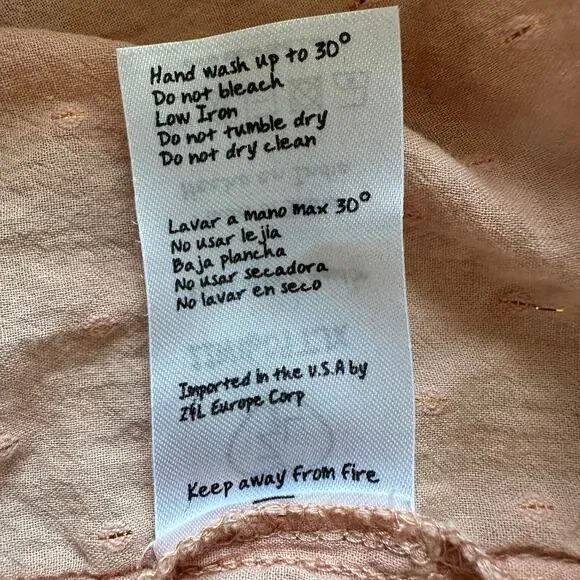 Hand wash up to 30°
Do not bleach
Low Iron
Do not tumble dry
Do not dry clean
Lavar a mano max 30°
No usar lejia
Baja plancha
No usar secadora
No lavar en seco
Imported in the U.S.A by
Z&L Europe Corp
Keep away from fire